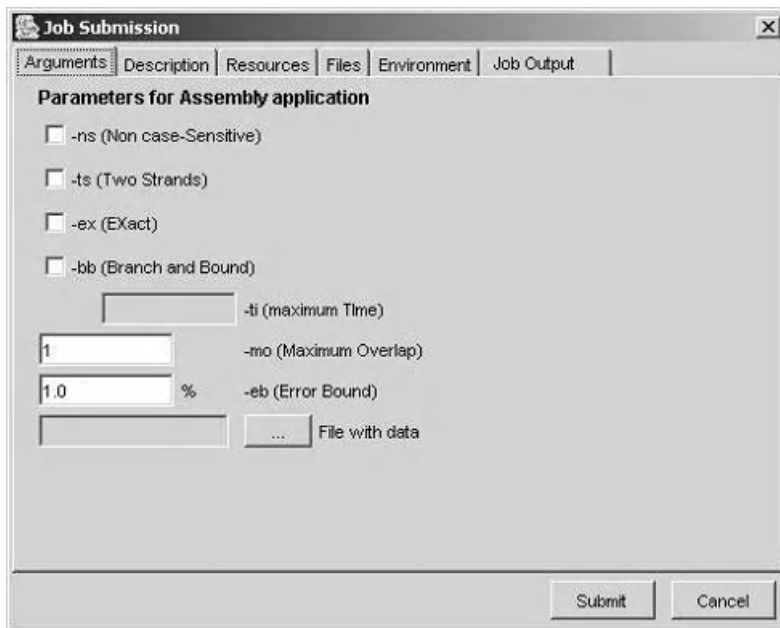 Job Submission
Arguments Description Resources Files Environment Job Output
Parameters for Assembly application
-ns (Non case-Sensitive)
-ts (Two Strands)
-ex (EXact)
-bb (Branch and Bound)
-ti (maximum TIme)
1 -mo (Maximum Overlap)
1.0 % -eb (Error Bound)
... File with data
Submit Cancel